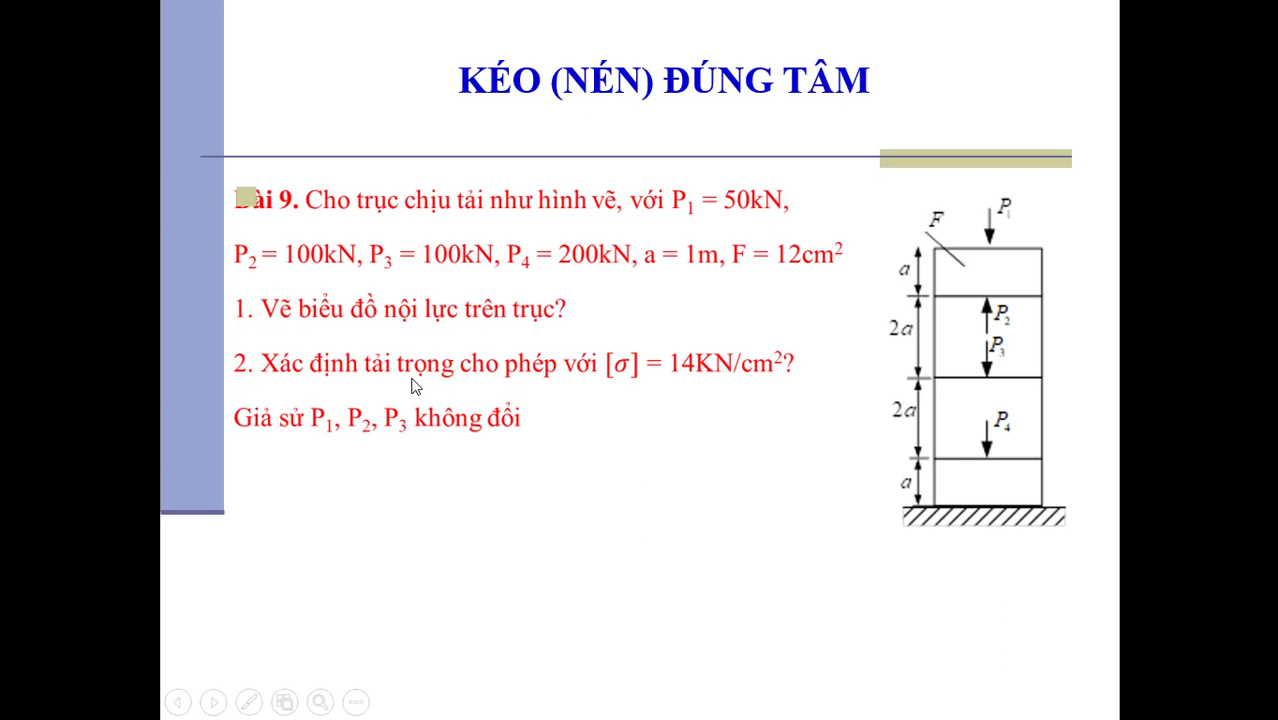 KÉO (NÉN) ĐÚNG TÂM
Bài 9. Cho trục chịu tải như hình vẽ, với P₁ = 50kN,
P₂ = 100kN, P₃ = 100kN, P₄ = 200kN, a = 1m, F = 12cm²
1. Vẽ biểu đồ nội lực trên trục?
2. Xác định tải trọng cho phép với [σ] = 14KN/cm²?
Giả sử P₁, P₂, P₃ không đổi
P₁
F
a
P₂
2a
P₃
2a
P₄
a